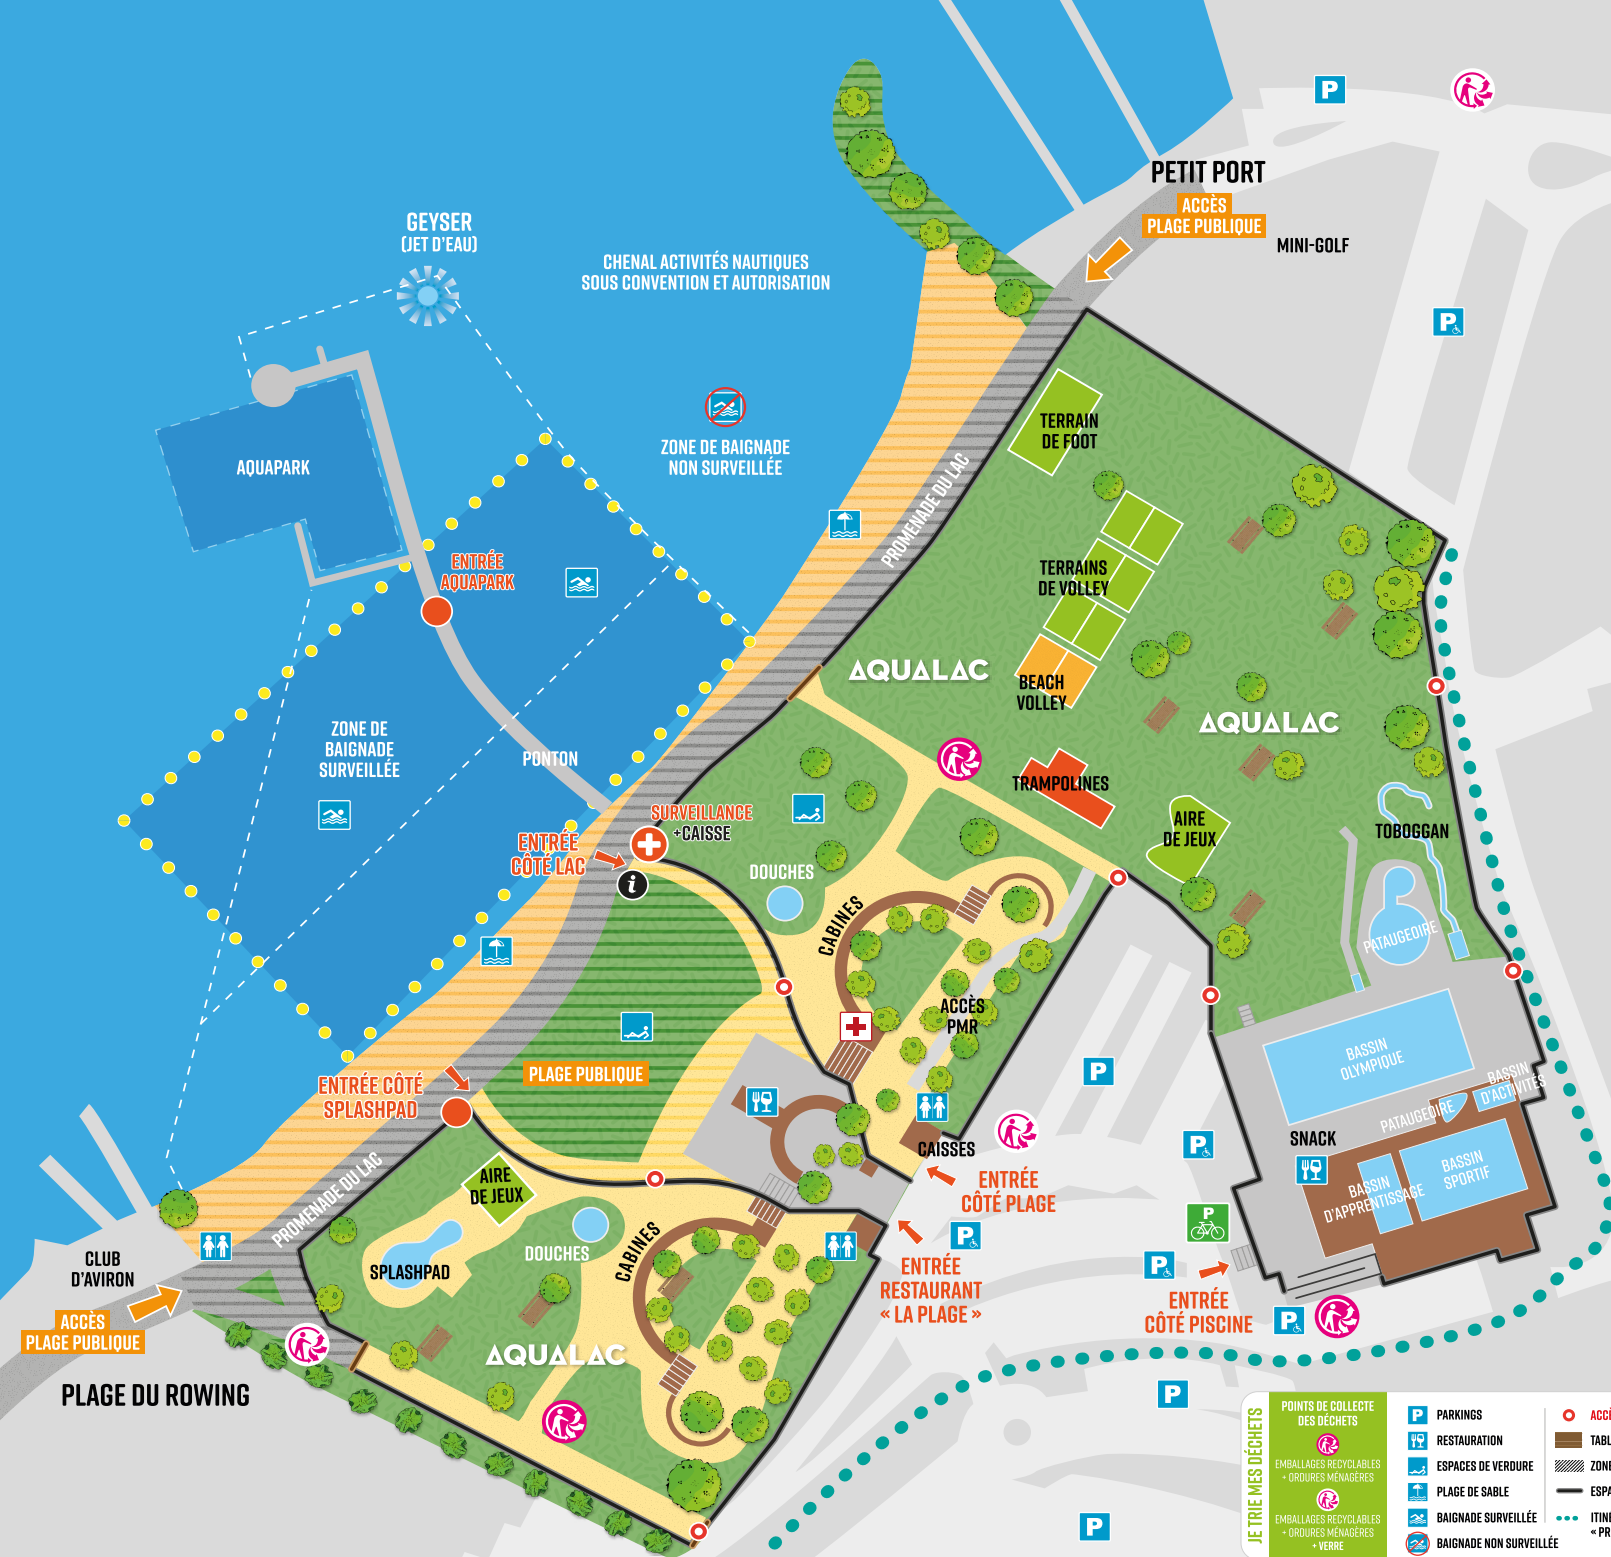 PETIT PORT
ACCÈS
PLAGE PUBLIQUE
MINI-GOLF
GEYSER
(JET D'EAU)
CHENAL ACTIVITÉS NAUTIQUES
SOUS CONVENTION ET AUTORISATION
ZONE DE BAIGNADE
NON SURVEILLÉE
AQUAPARK
ENTRÉE
AQUAPARK
PROMENADE DU LAC
TERRAIN
DE FOOT
TERRAINS
DE VOLLEY
BEACH
VOLLEY
AQUALAC
AQUALAC
TRAMPOLINES
AIRE
DE JEUX
TOBOGGAN
PATAUGEOIRE
ZONE DE
BAIGNADE
SURVEILLÉE
PONTON
SURVEILLANCE
+CAISSE
ENTRÉE
CÔTÉ LAC
i
DOUCHES
CABINES
ACCÈS
PMR
PLAGE PUBLIQUE
ENTRÉE CÔTÉ
SPLASHPAD
BASSIN
OLYMPIQUE
BASSIN
D'ACTIVITÉS
PATAUGEOIRE
SNACK
BASSIN
D'APPRENTISSAGE
BASSIN
SPORTIF
CAISSES
ENTRÉE
CÔTÉ PLAGE
ENTRÉE
RESTAURANT
« LA PLAGE »
ENTRÉE
CÔTÉ PISCINE
P
P
P
P
P
P
P
P
P
P
AIRE
DE JEUX
DOUCHES
CABINES
SPLASHPAD
PROMENADE DU LAC
CLUB
D'AVIRON
ACCÈS
PLAGE PUBLIQUE
PLAGE DU ROWING
AQUALAC
JE TRIE MES DÉCHETS
POINTS DE COLLECTE
DES DÉCHETS
EMBALLAGES RECYCLABLES
+ ORDURES MÉNAGÈRES
EMBALLAGES RECYCLABLES
+ ORDURES MÉNAGÈRES
+ VERRE
P PARKINGS
RESTAURATION
ESPACES DE VERDURE
PLAGE DE SABLE
BAIGNADE SURVEILLÉE
BAIGNADE NON SURVEILLÉE
ACCÈ
TABL
ZONE
ESPA
ITINÉ
« PR